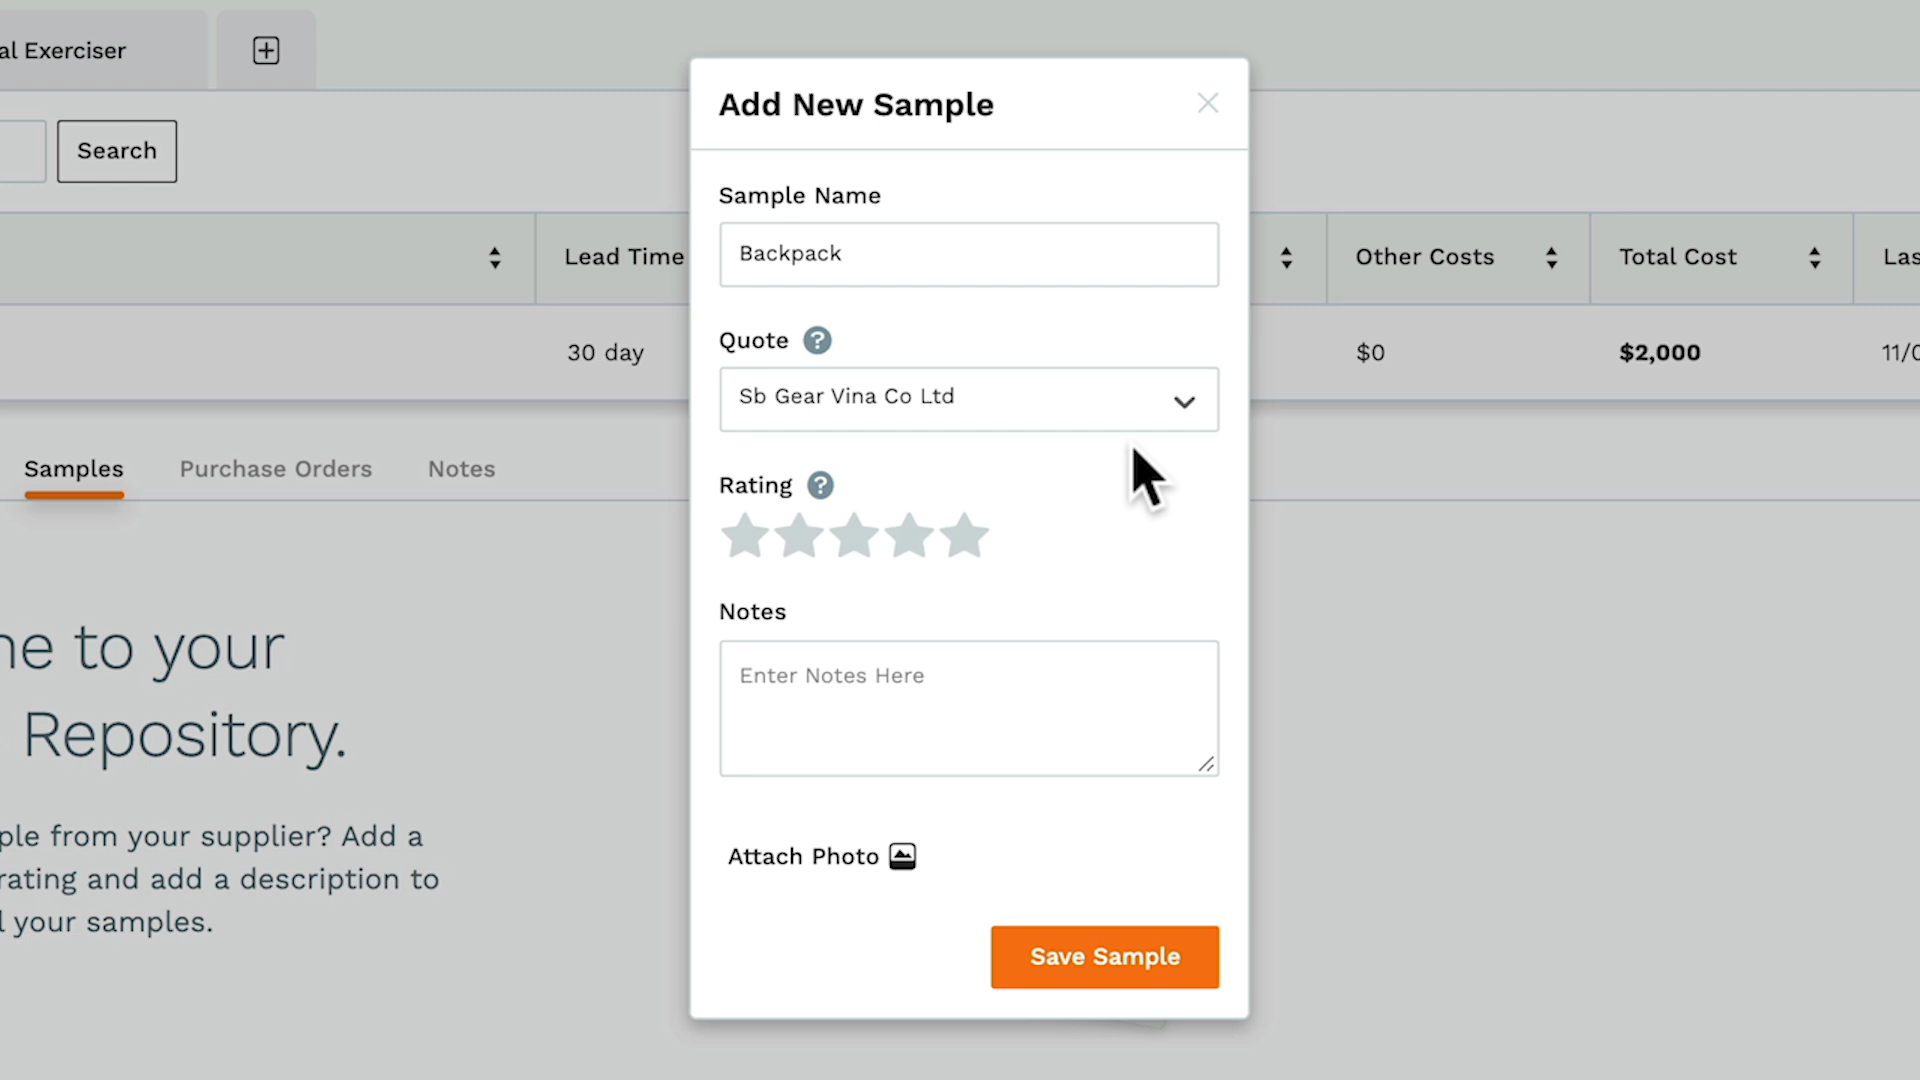 al Exerciser
Search
Lead Time
Other Costs
Total Cost
Las
30 day
$0
$2,000
11/0
Samples
Purchase Orders
Notes
ne to your
Repository.
ple from your supplier? Add a
rating and add a description to
l your samples.
Add New Sample
Sample Name
Backpack
Quote ?
Sb Gear Vina Co Ltd
Rating ?
Notes
Enter Notes Here
Attach Photo
Save Sample